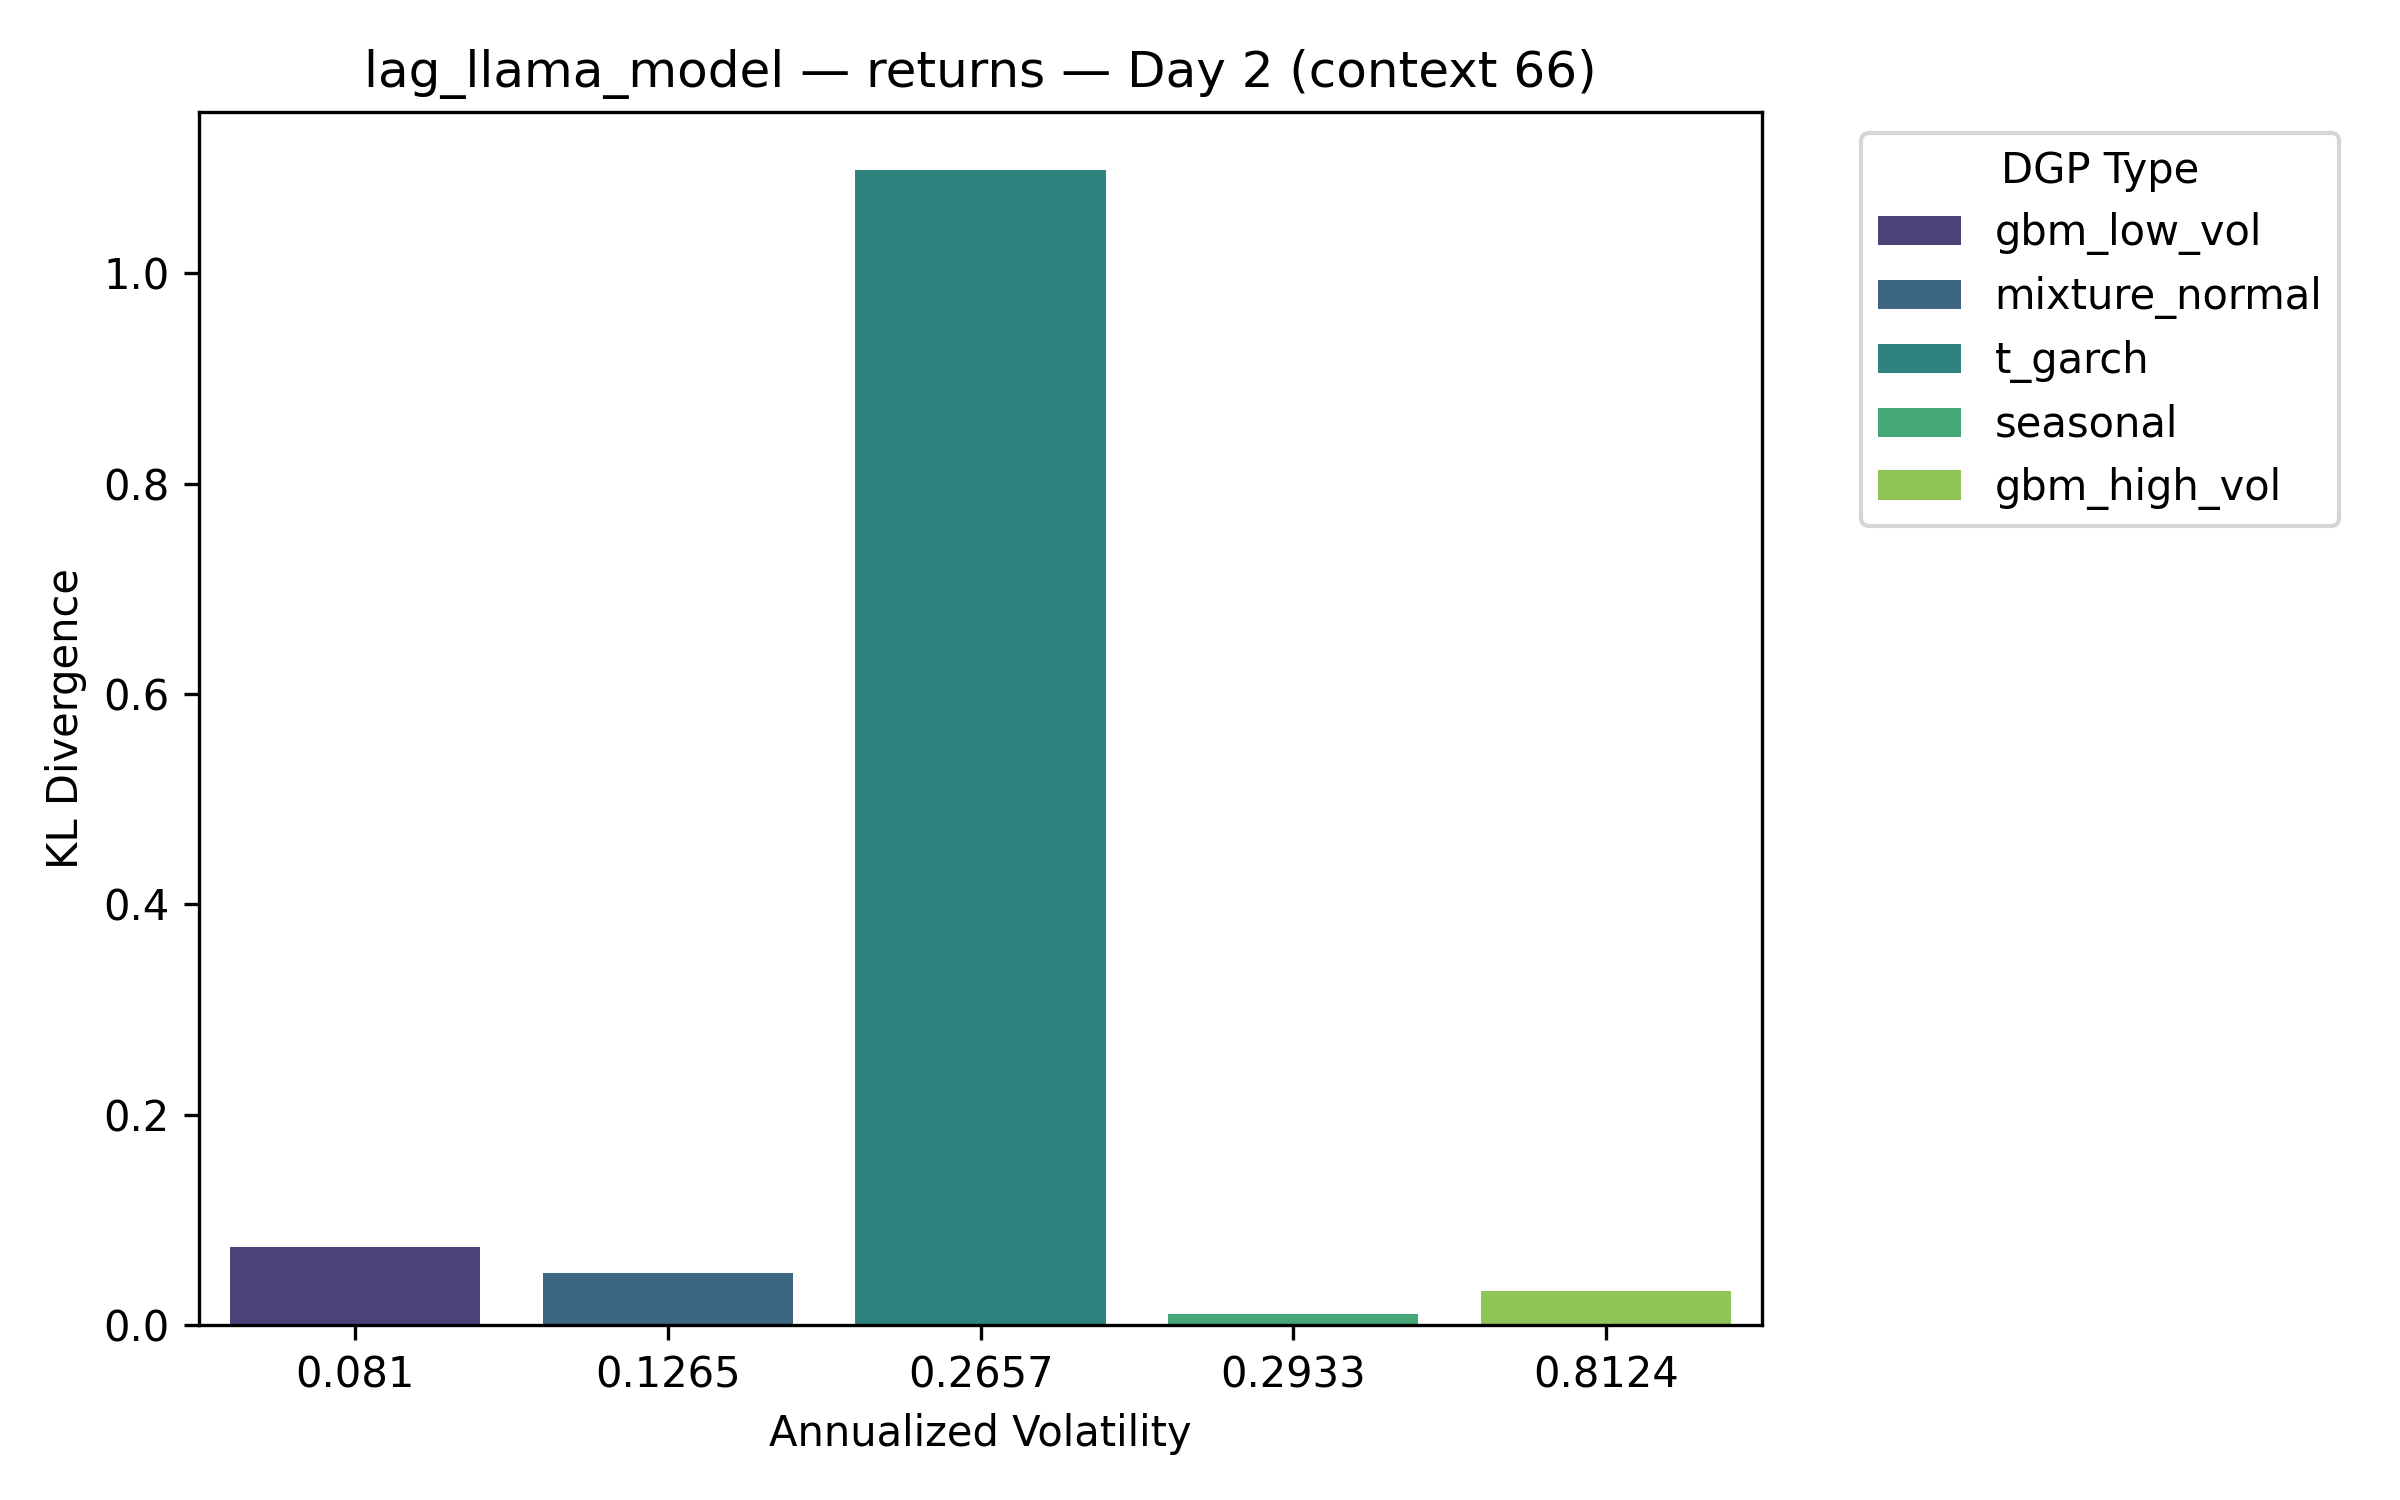 lag_llama_model — returns — Day 2 (context 66)
KL Divergence
1.0
0.8
0.6
0.4
0.2
0.0
0.081 0.1265 0.2657 0.2933 0.8124
Annualized Volatility
DGP Type
gbm_low_vol
mixture_normal
t_garch
seasonal
gbm_high_vol